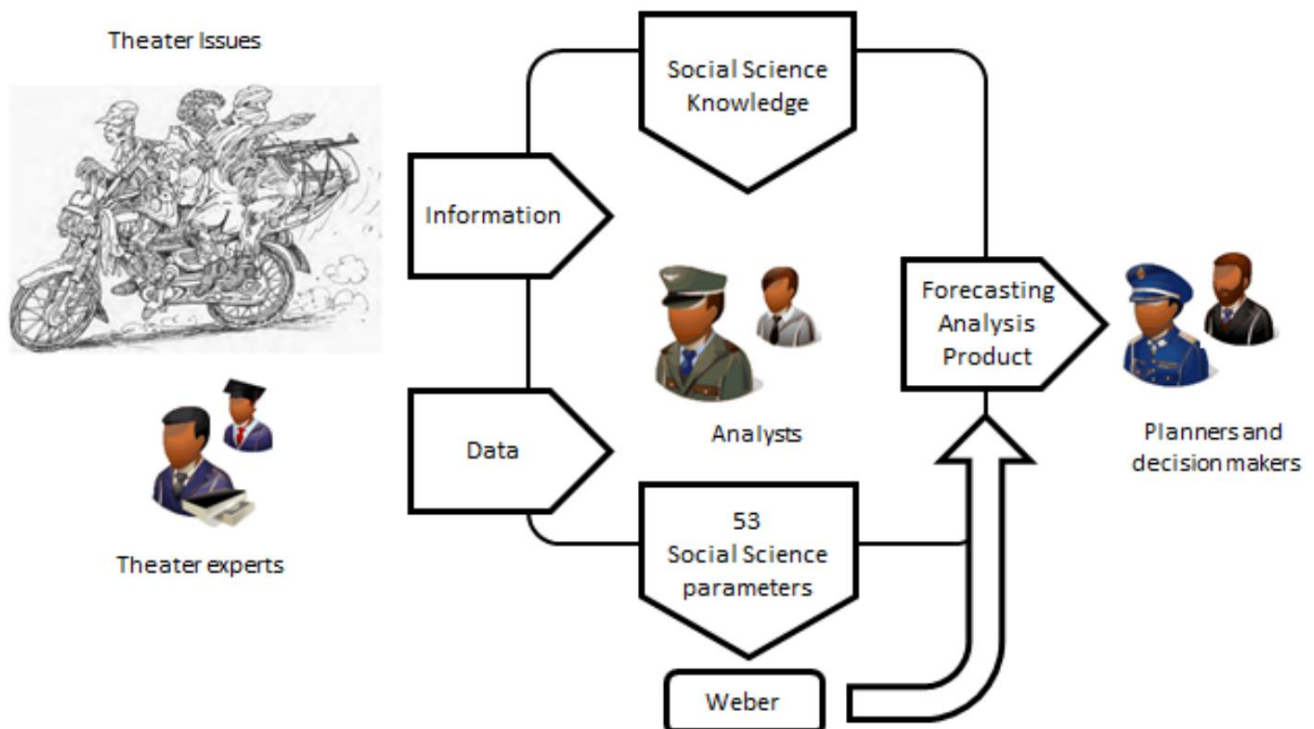 Theater Issues
Social Science
Knowledge
Information
Forecasting
Analysis
Product
Data
Analysts
Planners and
decision makers
53
Social Science
parameters
Theater experts
Weber